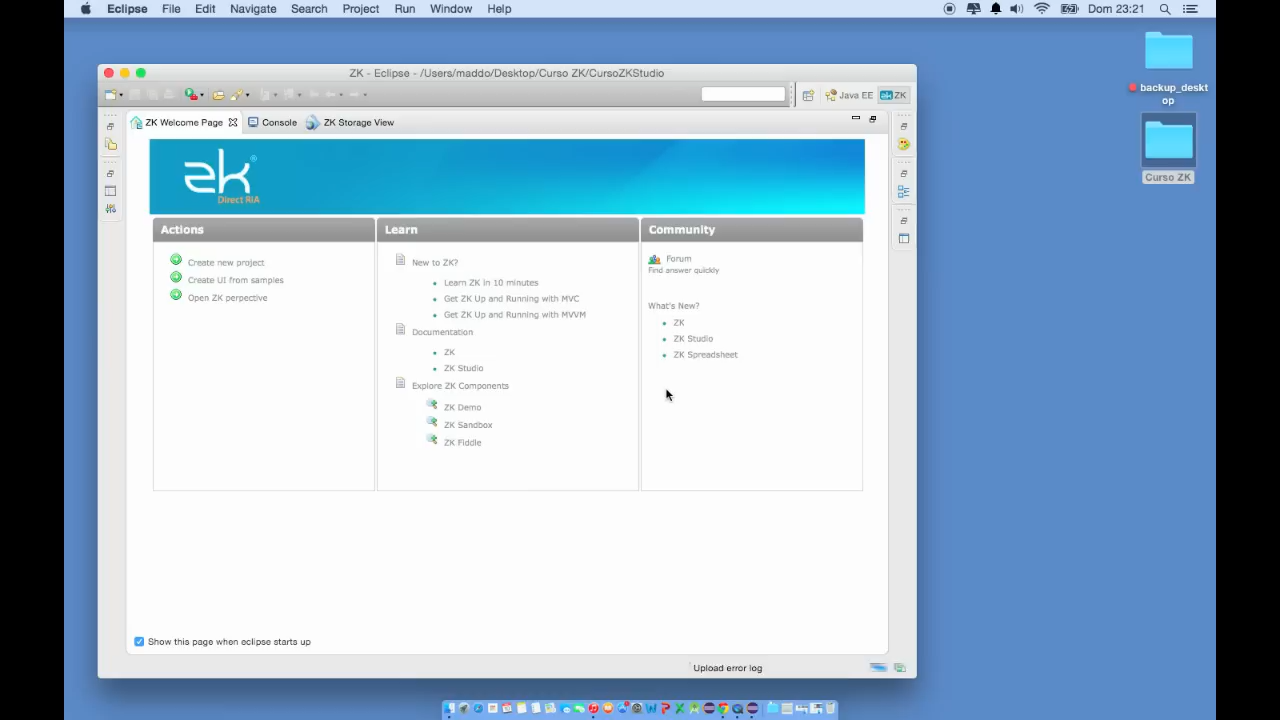 Eclipse File Edit Navigate Search Project Run Window Help Dom 23:21
ZK - Eclipse - /Users/maddo/Desktop/Curso ZK/CursoZKStudio
Java EE ZK
ZK Welcome Page Console ZK Storage View
zk
Direct RIA
Actions
Create new project
Create UI from samples
Open ZK perpective
Learn
New to ZK?
Learn ZK in 10 minutes
Get ZK Up and Running with MVC
Get ZK Up and Running with MVVM
Documentation
ZK
ZK Studio
Explore ZK Components
ZK Demo
ZK Sandbox
ZK Fiddle
Community
Forum
Find answer quickly
What's New?
ZK
ZK Studio
ZK Spreadsheet
Show this page when eclipse starts up
Upload error log
backup_deskt
op
Curso ZK